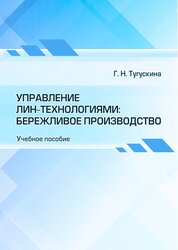 Г. Н. Тугускина
УПРАВЛЕНИЕ
ЛИН-ТЕХНОЛОГИЯМИ:
БЕРЕЖЛИВОЕ ПРОИЗВОДСТВО
Учебное пособие